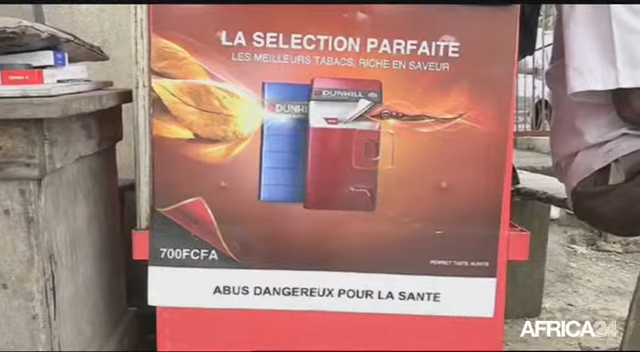 LA SELECTION PARFAITE
LES MEILLEURS TABACS, RICHE EN SAVEUR
DUNHILL
DUNHILL
700FCFA
PERFECT TASTE, ALWAYS
ABUS DANGEREUX POUR LA SANTE
AFRICA24